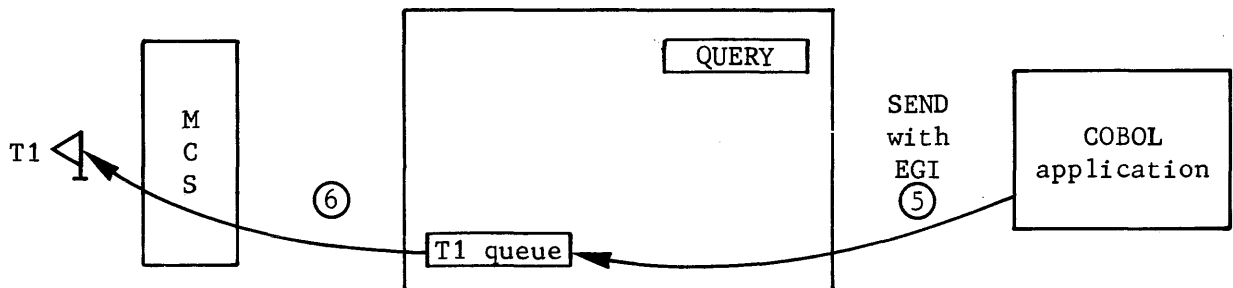 QUERY
M
C
S
T1
SEND
with
EGI
5
COBOL
application
6
T1 queue